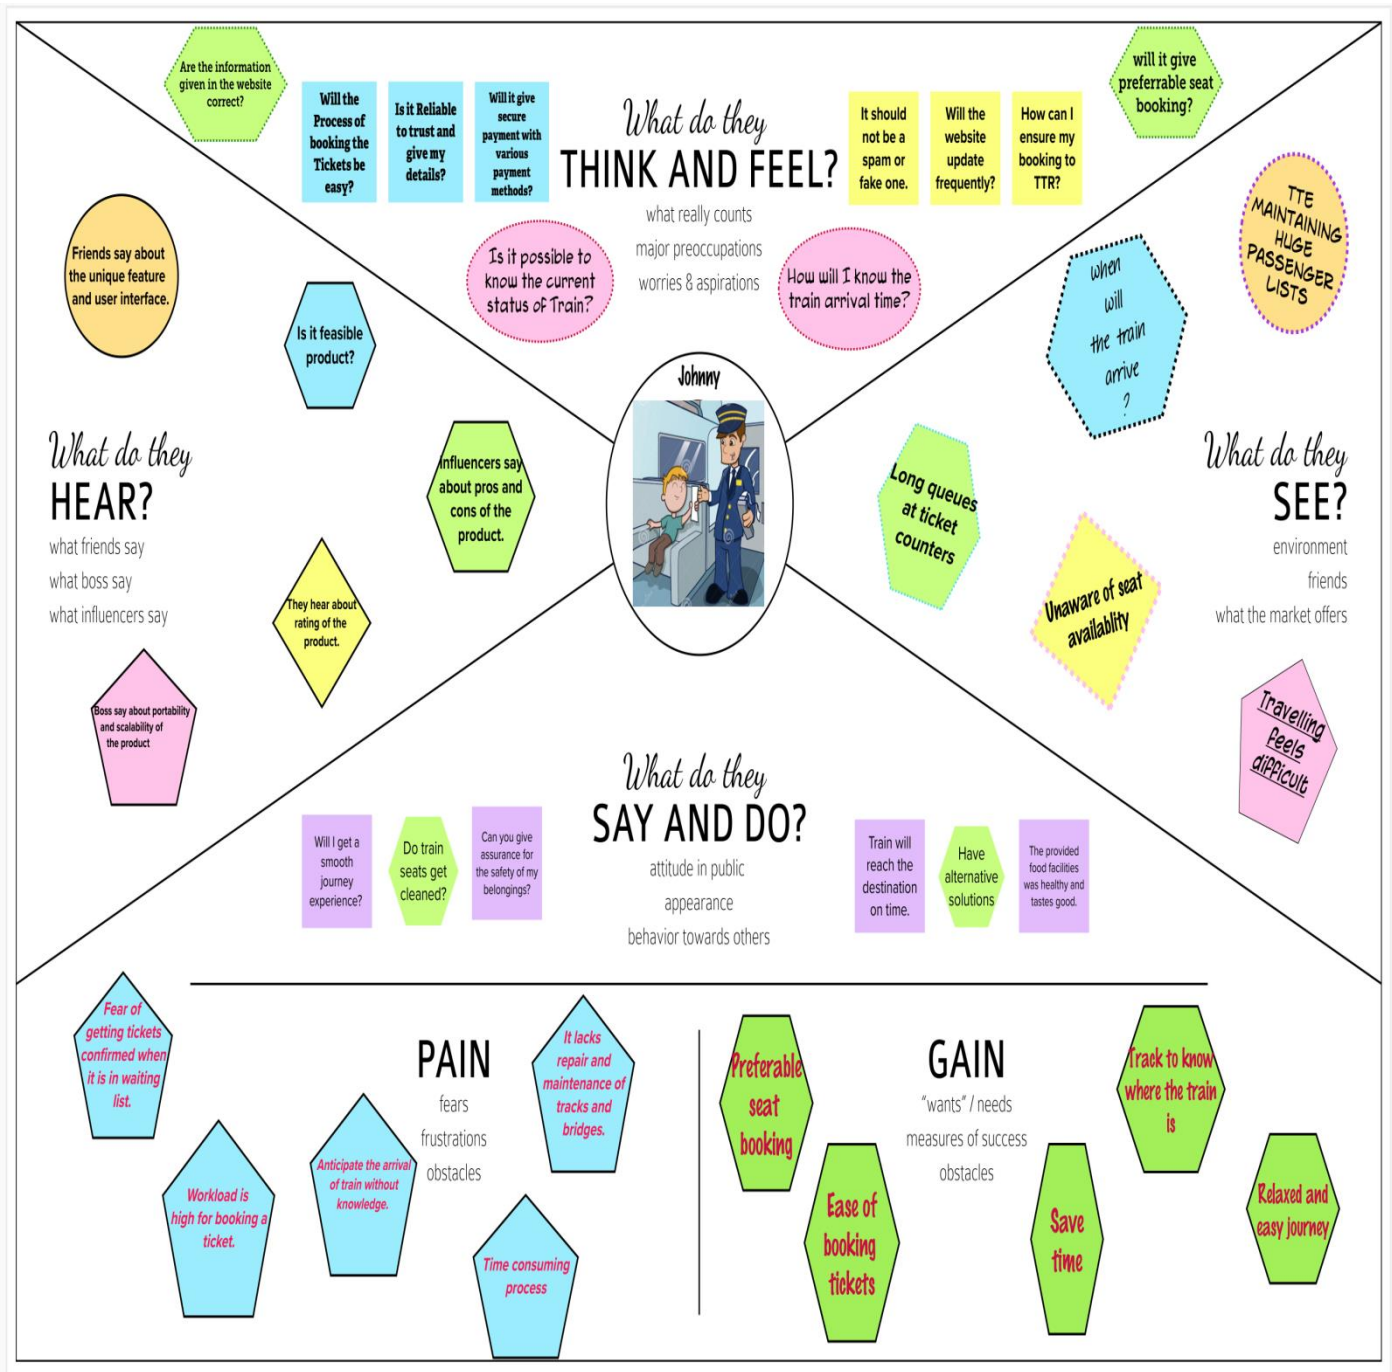 Are the information
given in the website
correct?
Will the
Process of
booking the
Tickets be
easy?
Is it Reliable
to trust and
give my
details?
Will it give
secure
payment with
various
payment
methods?
What do they
THINK AND FEEL?
what really counts
major preoccupations
worries & aspirations
It should
not be a
spam or
fake one.
Will the
website
update
frequently?
How can I
ensure my
booking to
TTR?
will it give
preferrable seat
booking?
Is it possible to
know the current
status of Train?
How will I know the
train arrival time?
Friends say about
the unique feature
and user interface.
Is it feasible
product?
Influencers say
about pros and
cons of the
product.
What do they
HEAR?
what friends say
what boss say
what influencers say
They hear about
rating of the
product.
Boss say about portability
and scalability of
the product
Johnny
TTE
MAINTAINING
HUGE
PASSENGER
LISTS
when
will
the train
arrive
?
Long queues
at ticket
counters
What do they
SEE?
environment
friends
what the market offers
Unaware of seat
availablity
Travelling
feels
difficult
What do they
SAY AND DO?
attitude in public
appearance
behavior towards others
Will I get a
smooth
journey
experience?
Do train
seats get
cleaned?
Can you give
assurance for
the safety of my
belongings?
Train will
reach the
destination
on time.
Have
alternative
solutions
The provided
food facilities
was healthy and
tastes good.
PAIN
fears
frustrations
obstacles
Fear of
getting tickets
confirmed when
it is in waiting
list.
Workload is
high for booking a
ticket.
Anticipate the arrival
of train without
knowledge.
It lacks
repair and
maintenance of
tracks and
bridges.
Time consuming
process
GAIN
"wants" / needs
measures of success
obstacles
Preferable
seat
booking
Ease of
booking
tickets
Save
time
Track to know
where the train
is
Relaxed and
easy journey